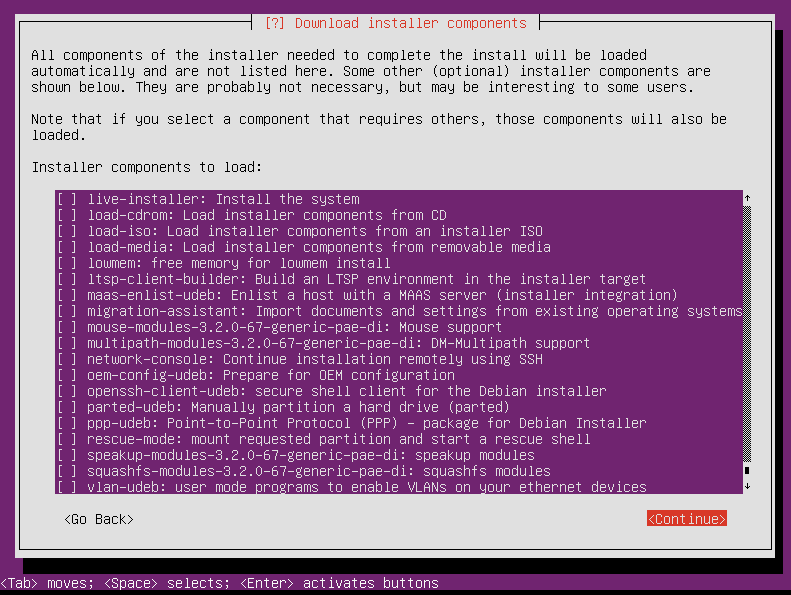 [?] Download installer components
All components of the installer needed to complete the install will be loaded
automatically and are not listed here. Some other (optional) installer components are
shown below. They are probably not necessary, but may be interesting to some users.
Note that if you select a component that requires others, those components will also be
loaded.
Installer components to load:
[ ] live-installer: Install the system
[ ] load-cdrom: Load installer components from CD
[ ] load-iso: Load installer components from an installer ISO
[ ] load-media: Load installer components from removable media
[ ] lowmem: free memory for lowmem install
[ ] ltsp-client-builder: Build an LTSP environment in the installer target
[ ] maas-enlist-udeb: Enlist a host with a MAAS server (installer integration)
[ ] migration-assistant: Import documents and settings from existing operating systems
[ ] mouse-modules-3.2.0-67-generic-pae-di: Mouse support
[ ] multipath-modules-3.2.0-67-generic-pae-di: DM-Multipath support
[ ] network-console: Continue installation remotely using SSH
[ ] oem-config-udeb: Prepare for OEM configuration
[ ] openssh-client-udeb: secure shell client for the Debian installer
[ ] parted-udeb: Manually partition a hard drive (parted)
[ ] ppp-udeb: Point-to-Point Protocol (PPP) - package for Debian Installer
[ ] rescue-mode: mount requested partition and start a rescue shell
[ ] speakup-modules-3.2.0-67-generic-pae-di: speakup modules
[ ] squashfs-modules-3.2.0-67-generic-pae-di: squashfs modules
[ ] vlan-udeb: user mode programs to enable VLANs on your ethernet devices
<Go Back> <Continue>
<Tab> moves; <Space> selects; <Enter> activates buttons